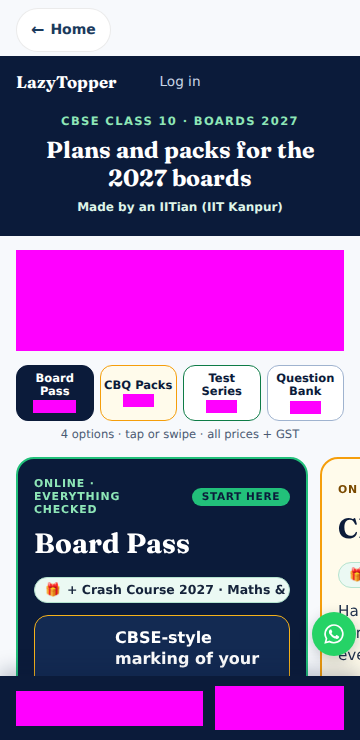 ← Home
LazyTopper
Log in
CBSE CLASS 10 · BOARDS 2027
Plans and packs for the
2027 boards
Made by an IITian (IIT Kanpur)
Board
Pass
CBQ Packs
Test
Series
Question
Bank
4 options · tap or swipe · all prices + GST
ONLINE ·
EVERYTHING
CHECKED
START HERE
Board Pass
🎁 + Crash Course 2027 · Maths &
CBSE-style
marking of your
ON
Ha